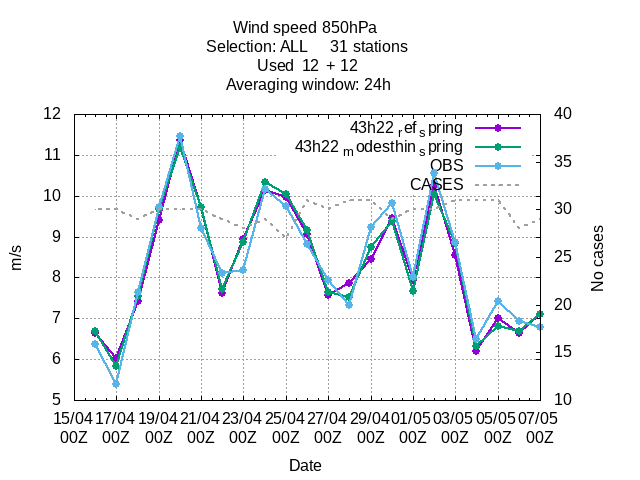 Wind speed 850hPa
Selection: ALL 31 stations
Used 12 + 12
Averaging window: 24h
43h22 ref spring
43h22 modesthin spring
OBS
CASES
12
11
10
9
8
7
6
5
m/s
40
35
30
25
20
15
10
No cases
15/04 17/04 19/04 21/04 23/04 25/04 27/04 29/04 01/05 03/05 05/05 07/05
00Z 00Z 00Z 00Z 00Z 00Z 00Z 00Z 00Z 00Z 00Z 00Z
Date